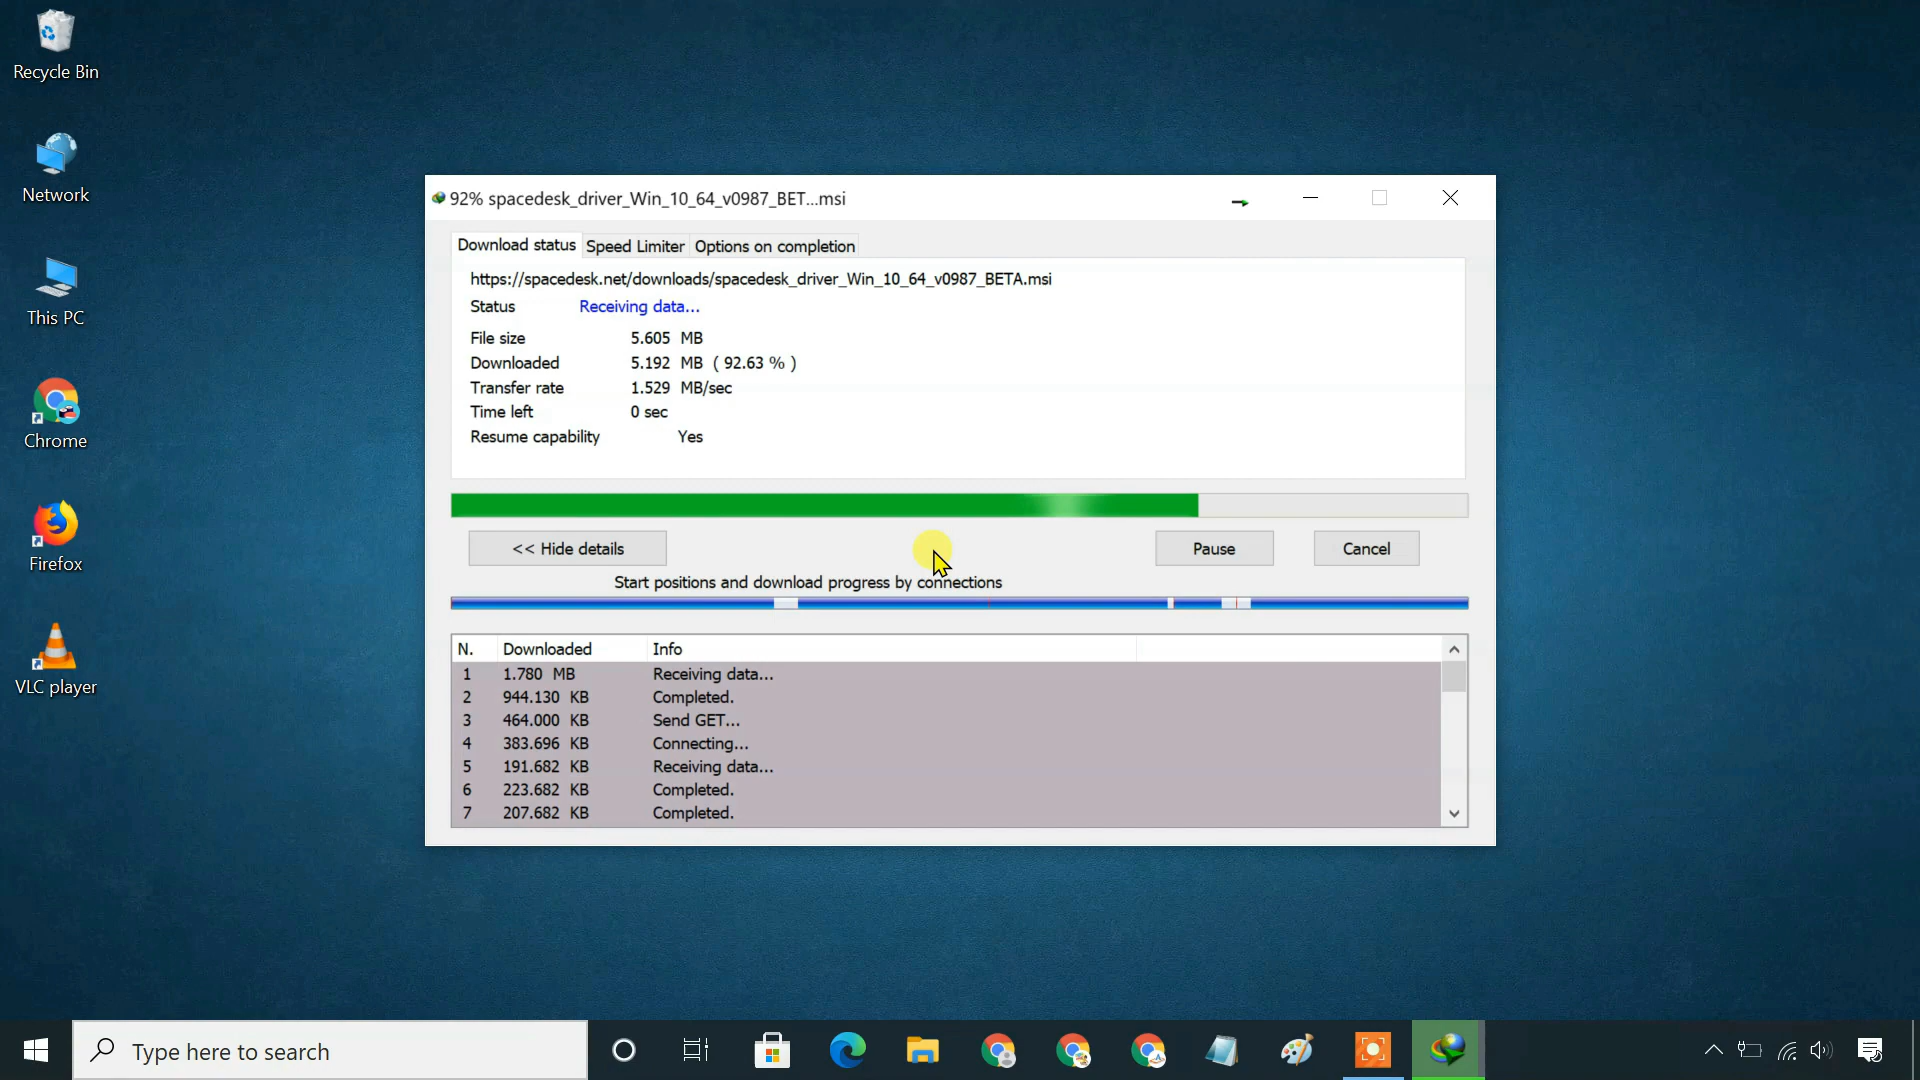 Recycle Bin
Network
This PC
Chrome
Firefox
VLC player
92% spacedesk_driver_Win_10_64_v0987_BET...msi
Download status Speed Limiter Options on completion
https://spacedesk.net/downloads/spacedesk_driver_Win_10_64_v0987_BETA.msi
Status Receiving data...
File size 5.605 MB
Downloaded 5.192 MB ( 92.63 % )
Transfer rate 1.529 MB/sec
Time left 0 sec
Resume capability Yes
<< Hide details Pause Cancel
Start positions and download progress by connections
N. Downloaded Info
1 1.780 MB Receiving data...
2 944.130 KB Completed.
3 464.000 KB Send GET...
4 383.696 KB Connecting...
5 191.682 KB Receiving data...
6 223.682 KB Completed.
7 207.682 KB Completed.
Type here to search